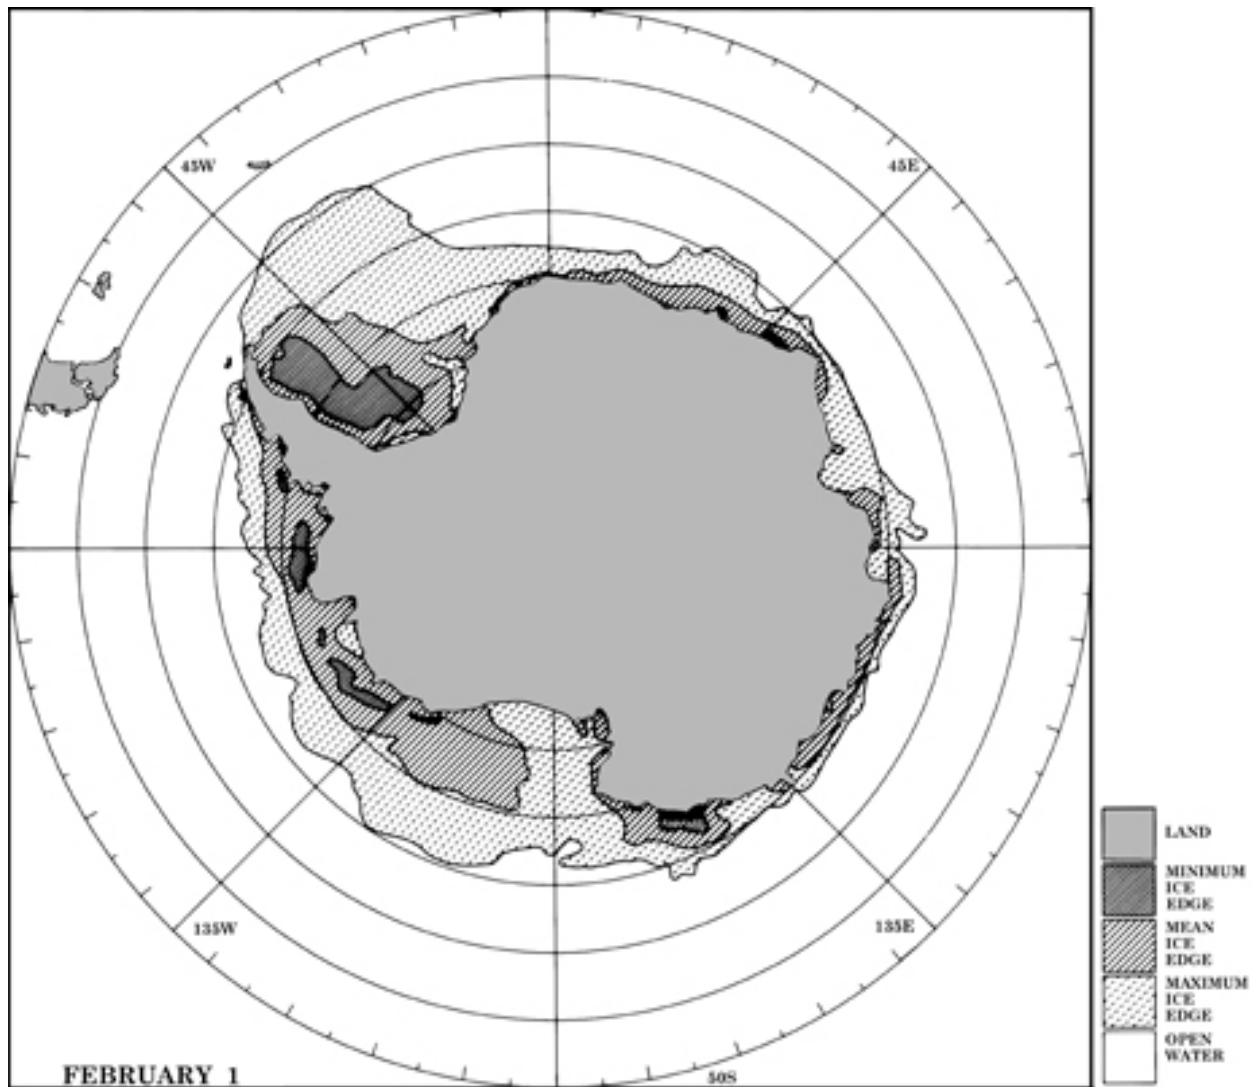 45W
45E
135W
135E
50S
FEBRUARY 1
LAND
MINIMUM
ICE
EDGE
MEAN
ICE
EDGE
MAXIMUM
ICE
EDGE
OPEN
WATER